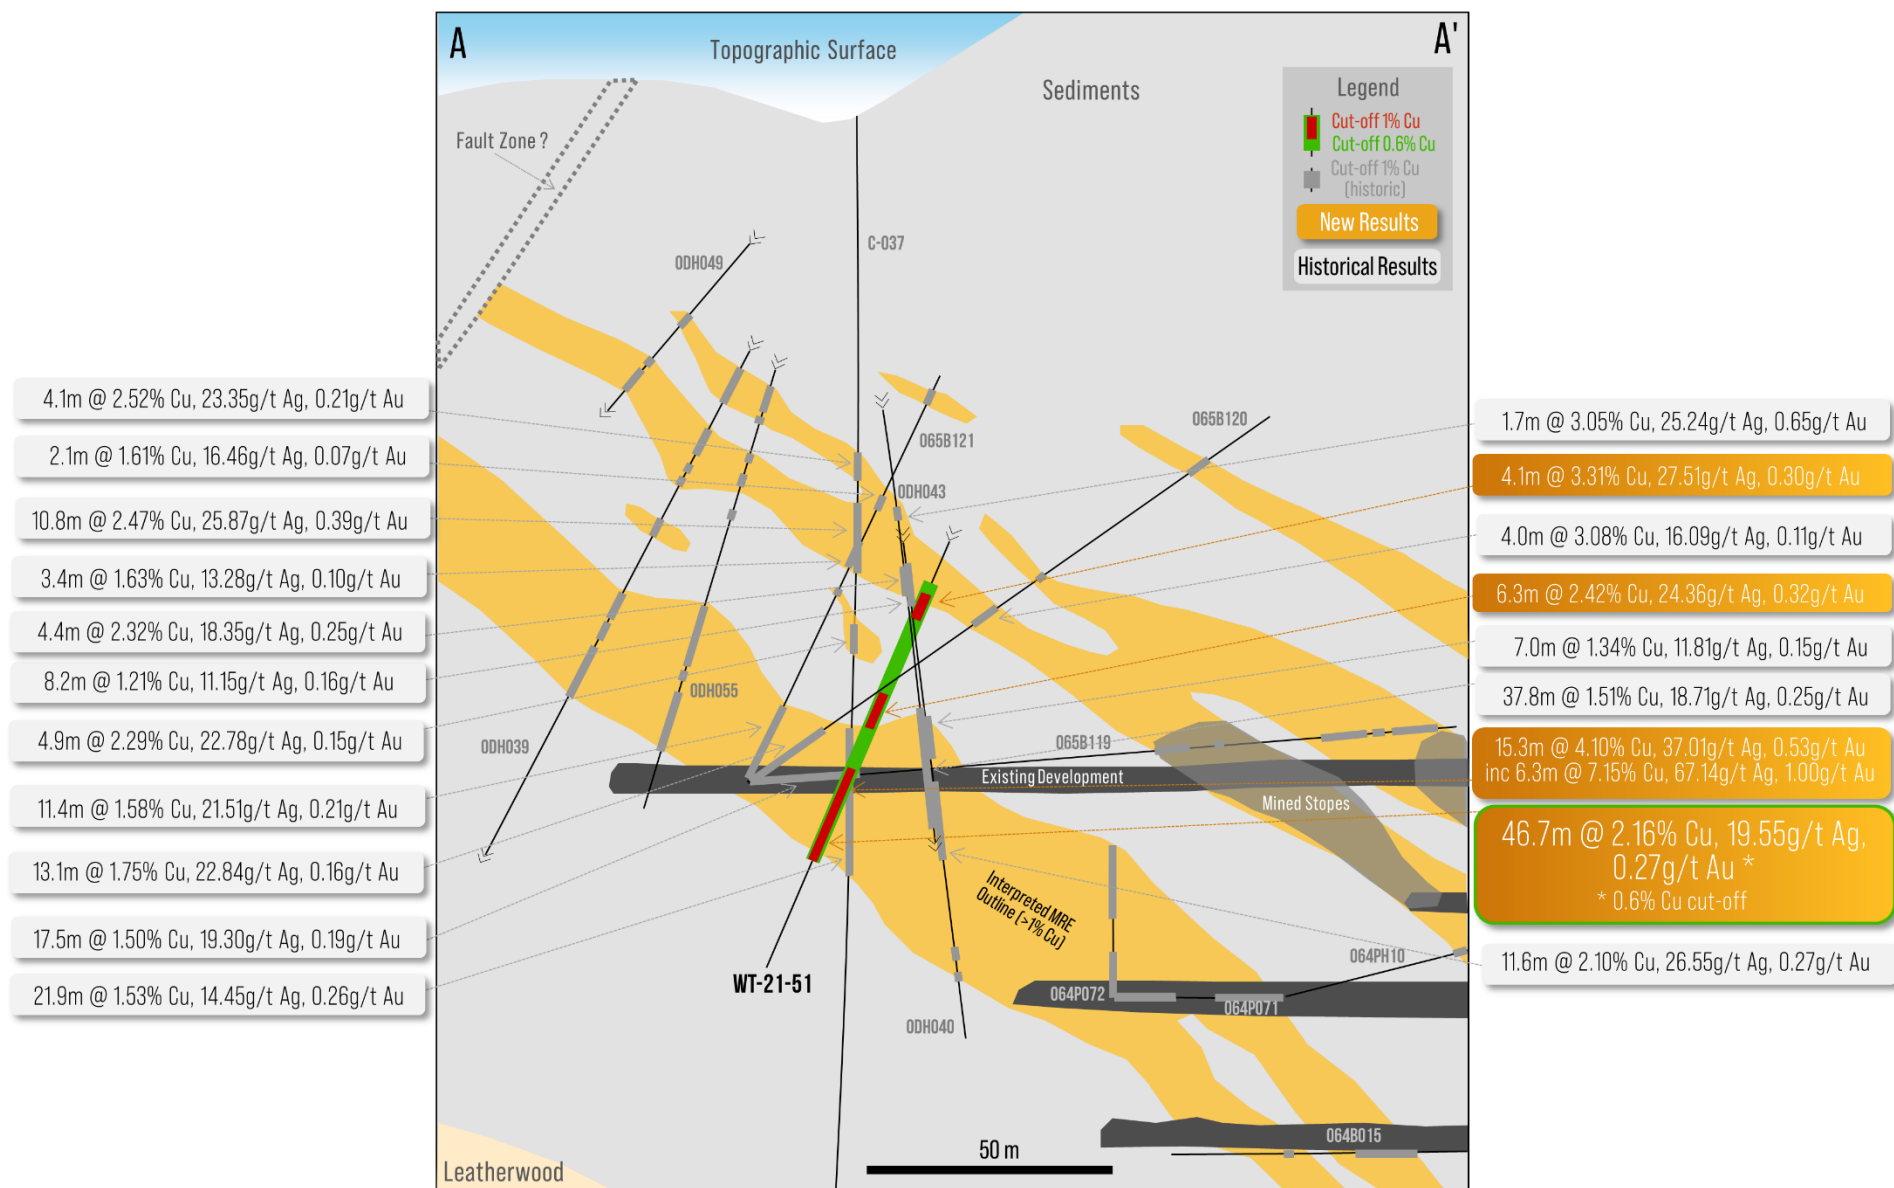 A
A'
Topographic Surface
Sediments
Legend
Cut-off 1% Cu
Cut-off 0.6% Cu
Cut-off 1% Cu
(historic)
New Results
Historical Results
Fault Zone ?
C-037
ODH049
O65B121
O65B120
ODH043
ODH055
ODH039
O65B119
Existing Development
Mined Stopes
Interpreted MRE
Outline (>1% Cu)
WT-21-51
ODH040
O64P072
O64P071
O64PH10
O64B015
50 m
Leatherwood
4.1m @ 2.52% Cu, 23.35g/t Ag, 0.21g/t Au
2.1m @ 1.61% Cu, 16.46g/t Ag, 0.07g/t Au
10.8m @ 2.47% Cu, 25.87g/t Ag, 0.39g/t Au
3.4m @ 1.63% Cu, 13.28g/t Ag, 0.10g/t Au
4.4m @ 2.32% Cu, 18.35g/t Ag, 0.25g/t Au
8.2m @ 1.21% Cu, 11.15g/t Ag, 0.16g/t Au
4.9m @ 2.29% Cu, 22.78g/t Ag, 0.15g/t Au
11.4m @ 1.58% Cu, 21.51g/t Ag, 0.21g/t Au
13.1m @ 1.75% Cu, 22.84g/t Ag, 0.16g/t Au
17.5m @ 1.50% Cu, 19.30g/t Ag, 0.19g/t Au
21.9m @ 1.53% Cu, 14.45g/t Ag, 0.26g/t Au
1.7m @ 3.05% Cu, 25.24g/t Ag, 0.65g/t Au
4.1m @ 3.31% Cu, 27.51g/t Ag, 0.30g/t Au
4.0m @ 3.08% Cu, 16.09g/t Ag, 0.11g/t Au
6.3m @ 2.42% Cu, 24.36g/t Ag, 0.32g/t Au
7.0m @ 1.34% Cu, 11.81g/t Ag, 0.15g/t Au
37.8m @ 1.51% Cu, 18.71g/t Ag, 0.25g/t Au
15.3m @ 4.10% Cu, 37.01g/t Ag, 0.53g/t Au
inc 6.3m @ 7.15% Cu, 67.14g/t Ag, 1.00g/t Au
46.7m @ 2.16% Cu, 19.55g/t Ag,
0.27g/t Au *
* 0.6% Cu cut-off
11.6m @ 2.10% Cu, 26.55g/t Ag, 0.27g/t Au